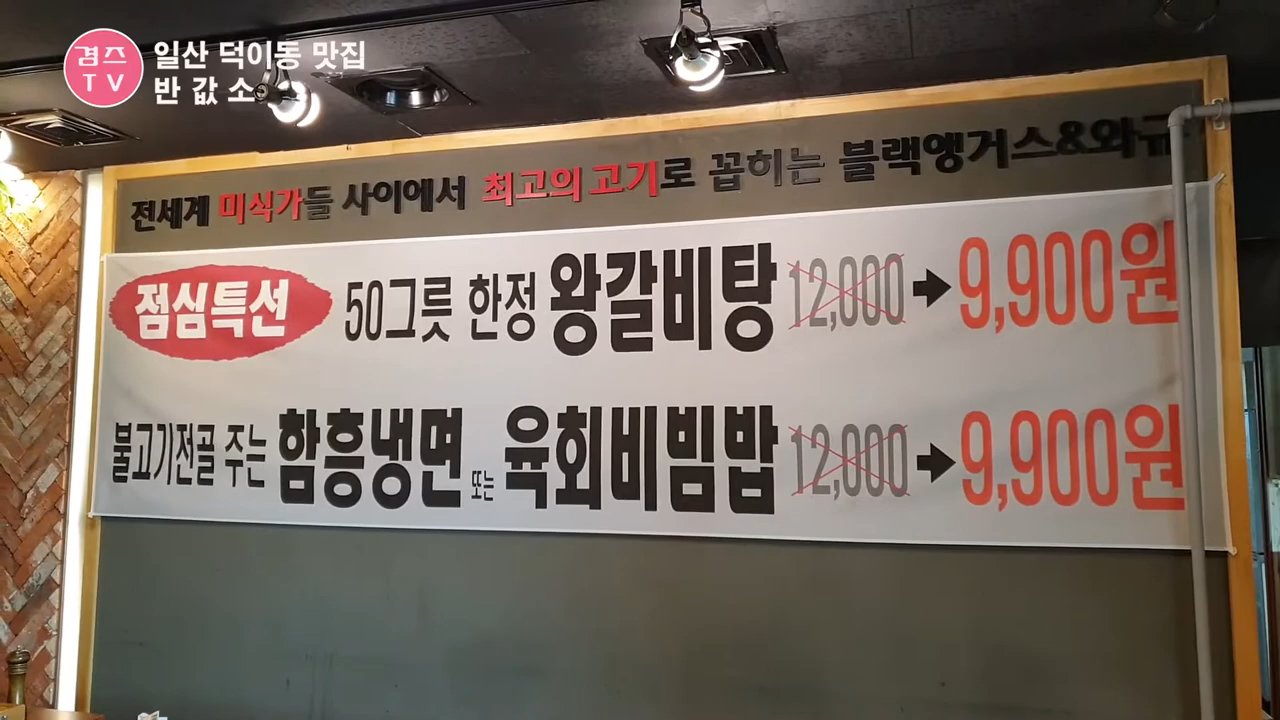 겸즈
TV
일산 덕이동 맛집
반 값 소
전세계 미식가들 사이에서 최고의 고기로 꼽히는 블랙앵거스&와규
점심특선 50그릇 한정 왕갈비탕 12,000 → 9,900원
불고기전골 주는 함흥냉면 또는 육회비빔밥 12,000 → 9,900원